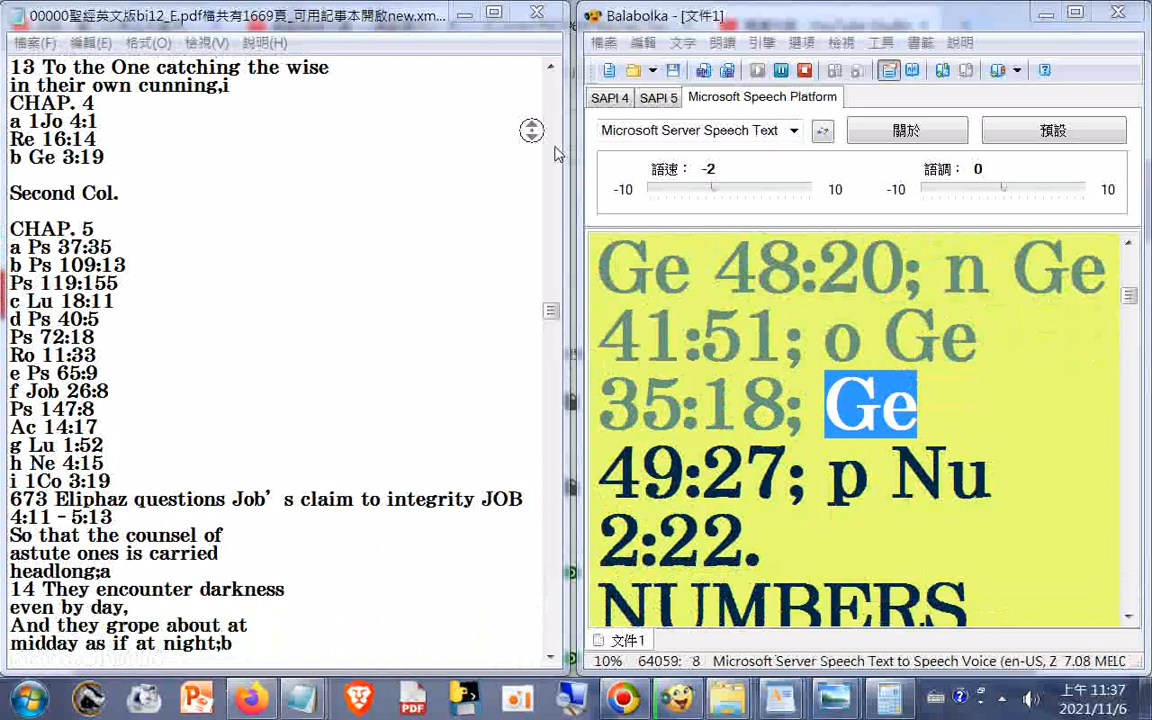 00000聖經英文版bi12_E.pdf檔共有1669頁_可用記事本開啟new.xm...
檔案(F) 編輯(E) 格式(O) 檢視(V) 說明(H)
13 To the One catching the wise
in their own cunning,i
CHAP. 4
a 1Jo 4:1
Re 16:14
b Ge 3:19
Second Col.
CHAP. 5
a Ps 37:35
b Ps 109:13
Ps 119:155
c Lu 18:11
d Ps 40:5
Ps 72:18
Ro 11:33
e Ps 65:9
f Job 26:8
Ps 147:8
Ac 14:17
g Lu 1:52
h Ne 4:15
i 1Co 3:19
673 Eliphaz questions Job’s claim to integrity JOB
4:11–5:13
So that the counsel of
astute ones is carried
headlong;a
14 They encounter darkness
even by day,
And they grope about at
midday as if at night;b
Balabolka - [文件1]
檔案 編輯 文字 朗讀 引擎 選項 檢視 工具 書籤 說明
SAPI 4 SAPI 5 Microsoft Speech Platform
Microsoft Server Speech Text 關於 預設
語速： -2 語調： 0
-10 10 -10 10
Ge 48:20; n Ge
41:51; o Ge
35:18; Ge
49:27; p Nu
2:22.
NUMBERS
文件1
10% 64059: 8 Microsoft Server Speech Text to Speech Voice (en-US, Z 7.08 MELC
PDF
上午 11:37
2021/11/6